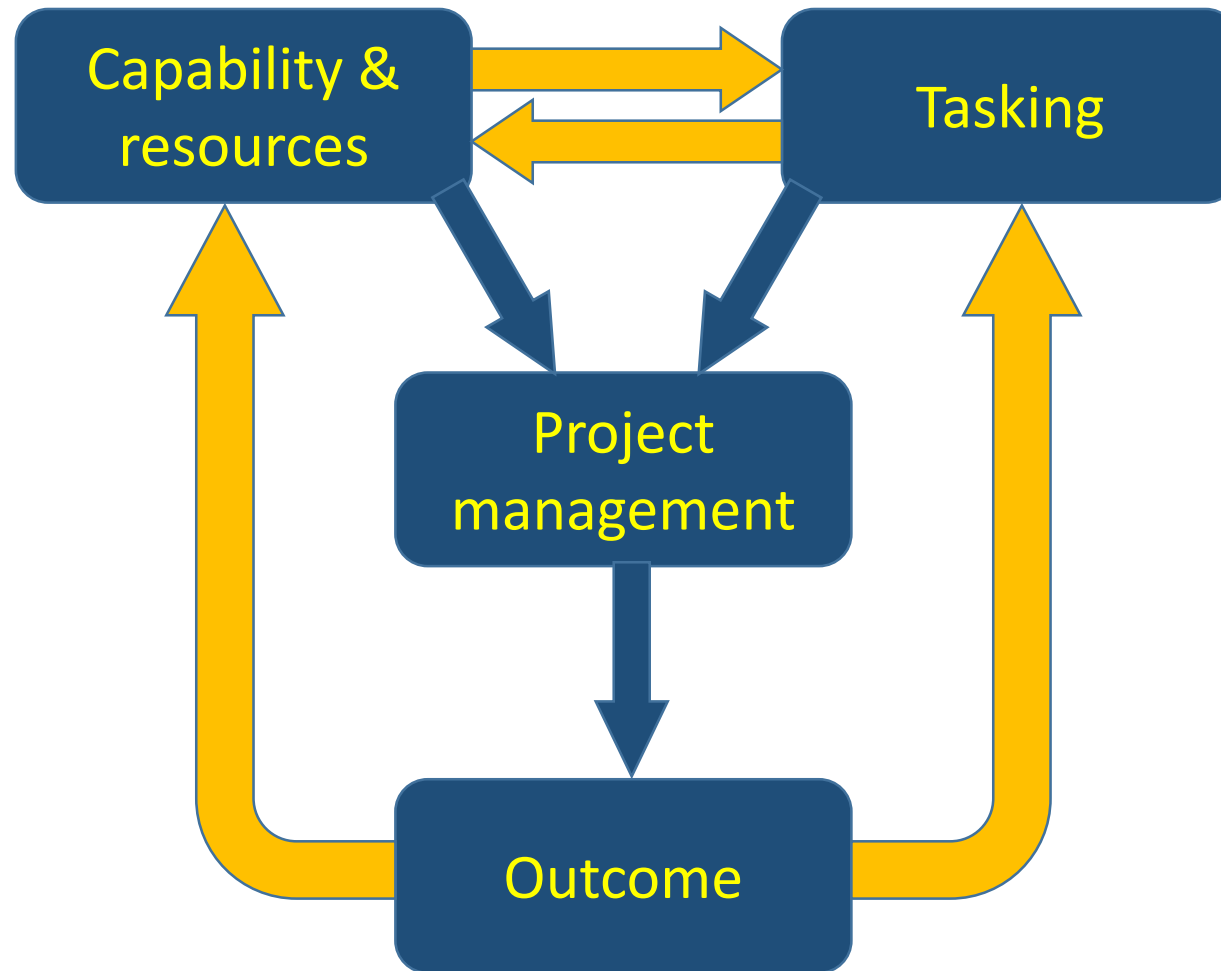 Capability &
resources
Tasking
Project
management
Outcome